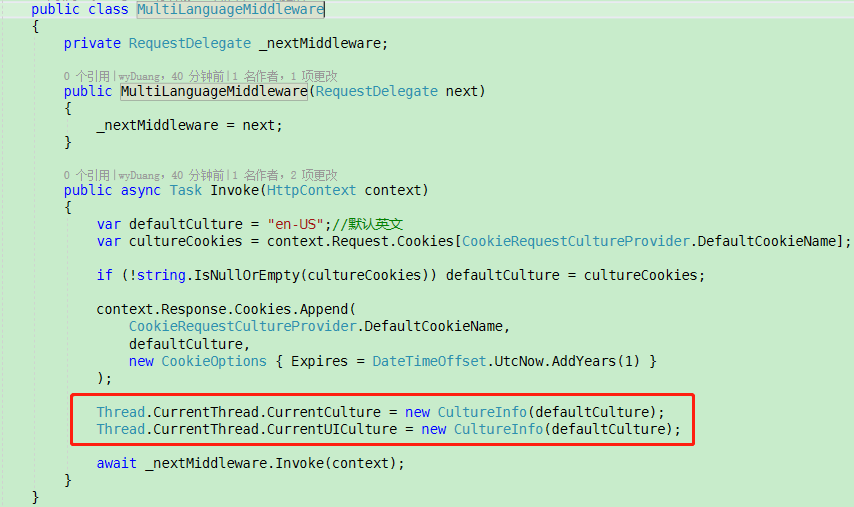 public class MultiLanguageMiddleware
{
    private RequestDelegate _nextMiddleware;
    0 个引用|wyDuang，40 分钟前|1 名作者，1 项更改
    public MultiLanguageMiddleware(RequestDelegate next)
    {
        _nextMiddleware = next;
    }
    0 个引用|wyDuang，40 分钟前|1 名作者，2 项更改
    public async Task Invoke(HttpContext context)
    {
        var defaultCulture = "en-US";//默认英文
        var cultureCookies = context.Request.Cookies[CookieRequestCultureProvider.DefaultCookieName];
        if (!string.IsNullOrEmpty(cultureCookies)) defaultCulture = cultureCookies;
        context.Response.Cookies.Append(
            CookieRequestCultureProvider.DefaultCookieName,
            defaultCulture,
            new CookieOptions { Expires = DateTimeOffset.UtcNow.AddYears(1) }
        );
        Thread.CurrentThread.CurrentCulture = new CultureInfo(defaultCulture);
        Thread.CurrentThread.CurrentUICulture = new CultureInfo(defaultCulture);
        await _nextMiddleware.Invoke(context);
    }
}